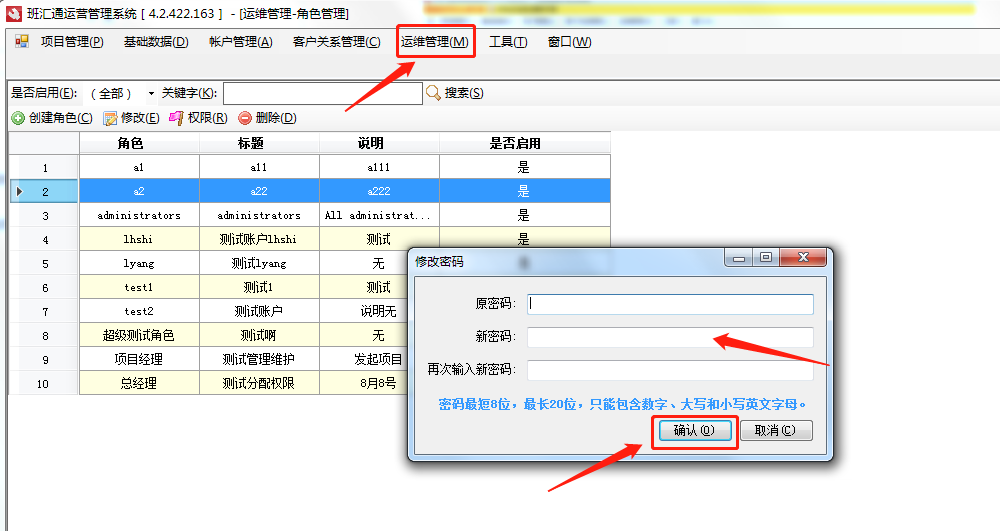 班汇通运营管理系统 [ 4.2.422.163 ] - [运维管理-角色管理]
项目管理(P) 基础数据(D) 帐户管理(A) 客户关系管理(C) 运维管理(M) 工具(T) 窗口(W)
是否启用(E): (全部) 关键字(K): 搜索(S)
创建角色(C) 修改(E) 权限(R) 删除(D)
角色 标题 说明 是否启用
1 a1 a11 a111 是
2 a2 a22 a222 是
3 administrators administrators All administrat... 是
4 lhshi 测试账户lhshi 测试 是
5 lyang 测试lyang 无
6 test1 测试1 测试
7 test2 测试账户 说明无
8 超级测试角色 测试啊 无
9 项目经理 测试管理维护 发起项目
10 总经理 测试分配权限 8月8号
修改密码
原密码:
新密码:
再次输入新密码:
密码最短8位，最长20位，只能包含数字、大写和小写英文字母。
确认(O) 取消(C)